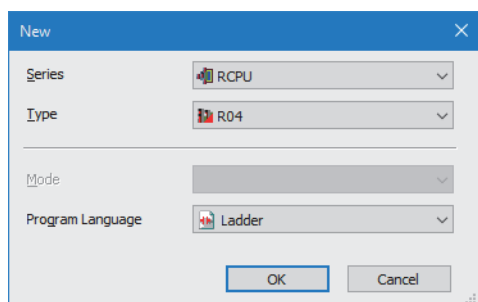 New
Series RCPU
Type R04
Mode
Program Language Ladder
OK Cancel